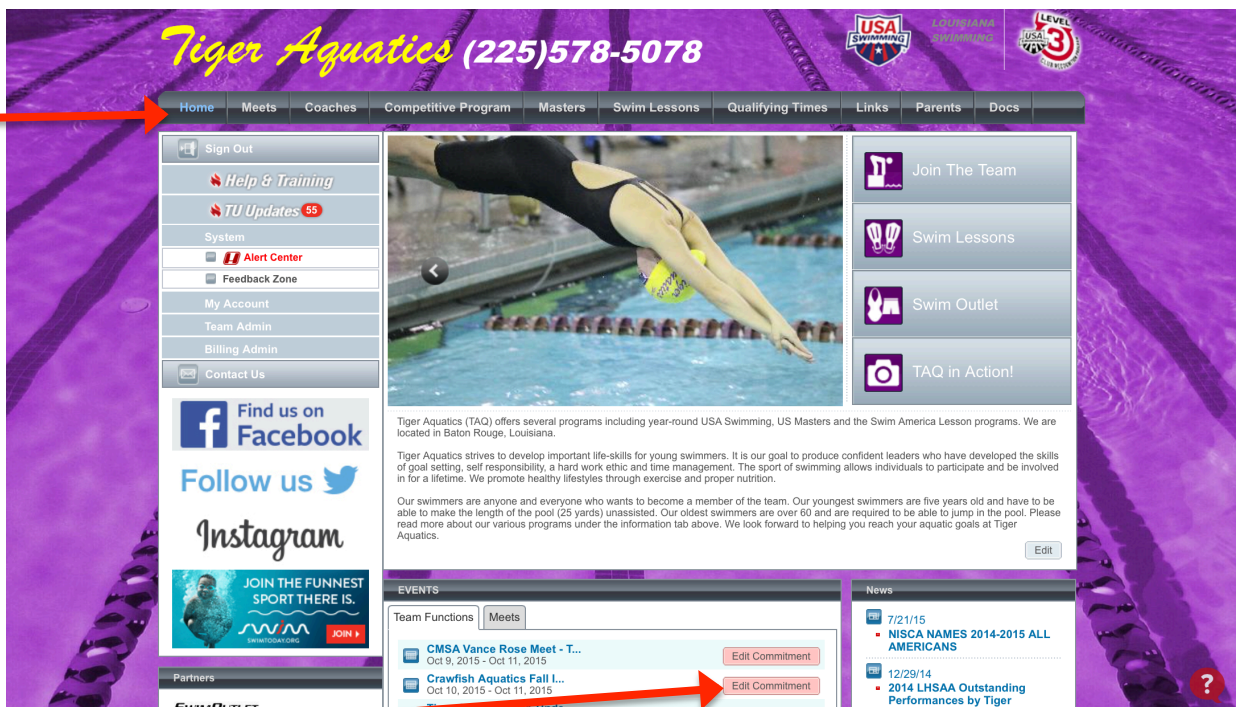 Tiger Aquatics (225)578-5078
USA
SWIMMING
LOUISIANA
SWIMMING
LEVEL
USA
3
CLUB RECOGNITION
Home Meets Coaches Competitive Program Masters Swim Lessons Qualifying Times Links Parents Docs
Sign Out
Help & Training
TU Updates 55
System
Alert Center
Feedback Zone
My Account
Team Admin
Billing Admin
Contact Us
Find us on
Facebook
Follow us
Instagram
JOIN THE FUNNEST
SPORT THERE IS.
swim
SWIMTODAY.ORG
JOIN
Partners
SWIMOUTLET
Join The Team
Swim Lessons
Swim Outlet
TAQ in Action!
Tiger Aquatics (TAQ) offers several programs including year-round USA Swimming, US Masters and the Swim America Lesson programs. We are
located in Baton Rouge, Louisiana.
Tiger Aquatics strives to develop important life-skills for young swimmers. It is our goal to produce confident leaders who have developed the skills
of goal setting, self responsibility, a hard work ethic and time management. The sport of swimming allows individuals to participate and be involved
in for a lifetime. We promote healthy lifestyles through exercise and proper nutrition.
Our swimmers are anyone and everyone who wants to become a member of the team. Our youngest swimmers are five years old and have to be
able to make the length of the pool (25 yards) unassisted. Our oldest swimmers are over 60 and are required to be able to jump in the pool. Please
read more about our various programs under the information tab above. We look forward to helping you reach your aquatic goals at Tiger
Aquatics.
Edit
EVENTS
Team Functions Meets
CMSA Vance Rose Meet - T...
Oct 9, 2015 - Oct 11, 2015
Edit Commitment
Crawfish Aquatics Fall I...
Oct 10, 2015 - Oct 11, 2015
Edit Commitment
News
7/21/15
NISCA NAMES 2014-2015 ALL
AMERICANS
12/29/14
2014 LHSAA Outstanding
Performances by Tiger
?